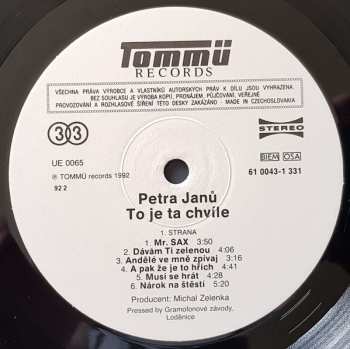 Tommü
RECORDS
VŠECHNA PRÁVA VÝROBCE A VLASTNÍKŮ AUTORSKÝCH PRÁV K DÍLU JSOU VYHRAZENA.
BEZ SOUHLASU JE VÝROBA KOPIÍ, PRONÁJEM, PŮJČOVÁNÍ, VEŘEJNÉ
PROVOZOVÁNÍ A ROZHLASOVÉ ŠÍŘENÍ TÉTO DESKY ZAKÁZÁNO - MADE IN CZECHOSLOVAKIA
33
STEREO
UE 0065
BIEM OSA
℗ TOMMÜ records 1992
61 0043-1 331
92 2
Petra Janů
To je ta chvíle
1. STRANA
1. Mr. SAX 3:50
2. Dávám Ti zelenou 4:06
3. Andělé ve mně zpívaj 4:16
4. A pak že je to hřích 4:24
5. Musí se hrát 4:28
6. Nárok na štěstí 5:20
Producent: Michal Zelenka
Pressed by Gramofonové závody,
Loděnice